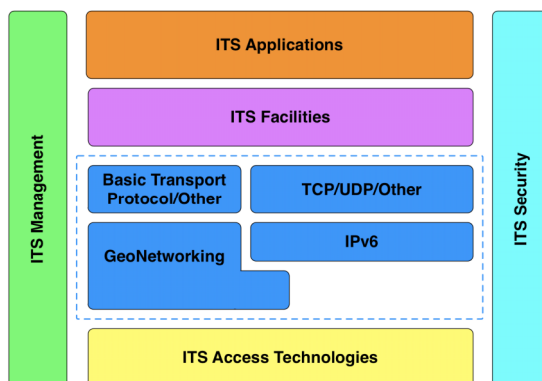 ITS Applications
ITS Facilities
ITS Management
Basic Transport
Protocol/Other
TCP/UDP/Other
GeoNetworking
IPv6
ITS Security
ITS Access Technologies